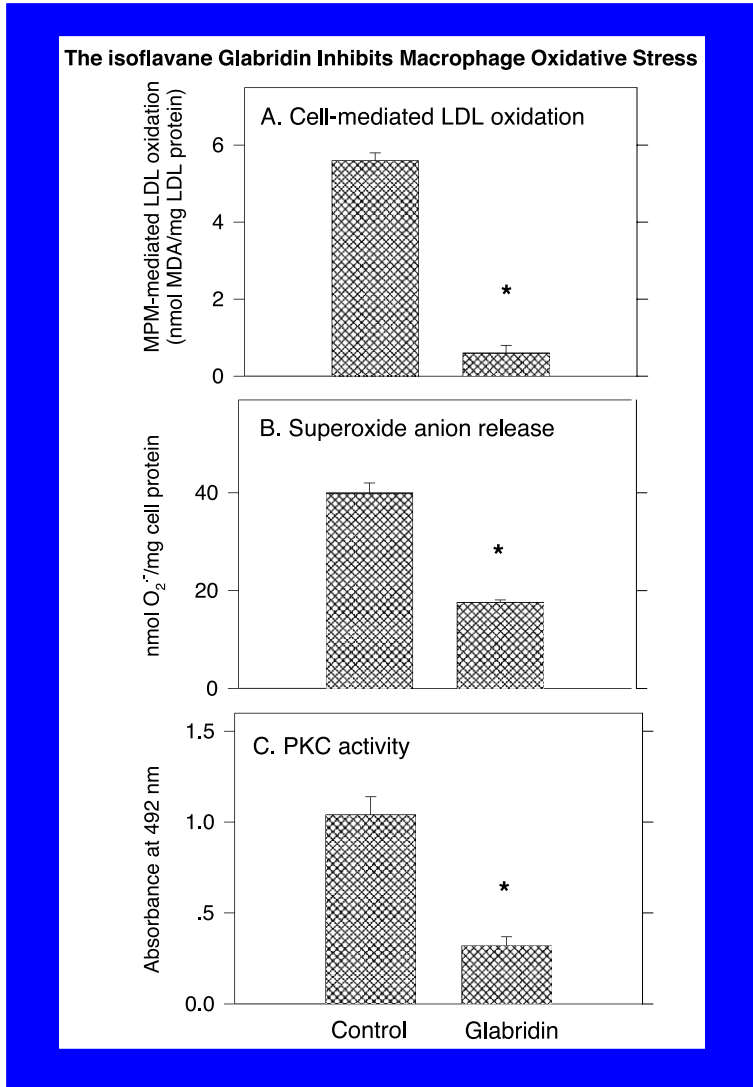 The isoflavane Glabridin Inhibits Macrophage Oxidative Stress
A. Cell-mediated LDL oxidation
MPM-mediated LDL oxidation
(nmol MDA/mg LDL protein)
6
4
2
0
*
B. Superoxide anion release
nmol O₂·⁻/mg cell protein
40
20
0
*
C. PKC activity
Absorbance at 492 nm
1.5
1.0
.5
0.0
*
Control Glabridin